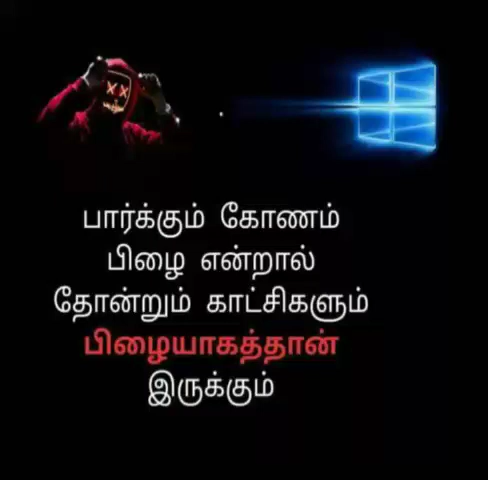 பார்க்கும் கோணம்
பிழை என்றால்
தோன்றும் காட்சிகளும்
பிழையாகத்தான்
இருக்கும்